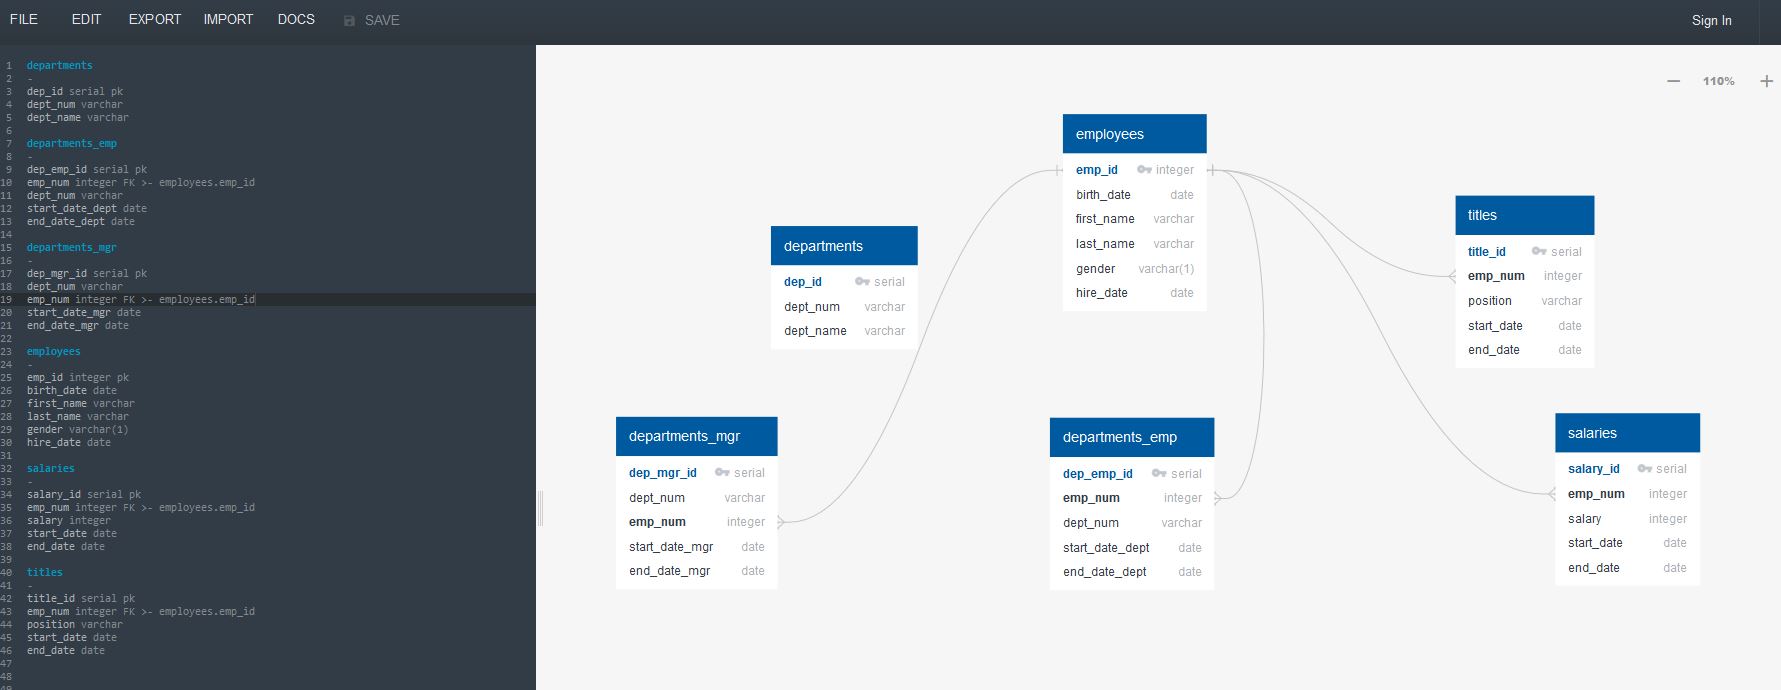 FILE EDIT EXPORT IMPORT DOCS SAVE Sign In
1 departments
2 -
3 dep_id serial pk
4 dept_num varchar
5 dept_name varchar
6
7 departments_emp
8 -
9 dep_emp_id serial pk
10 emp_num integer FK >- employees.emp_id
11 dept_num varchar
12 start_date_dept date
13 end_date_dept date
14
15 departments_mgr
16 -
17 dep_mgr_id serial pk
18 dept_num varchar
19 emp_num integer FK >- employees.emp_id
20 start_date_mgr date
21 end_date_mgr date
22
23 employees
24 -
25 emp_id integer pk
26 birth_date date
27 first_name varchar
28 last_name varchar
29 gender varchar(1)
30 hire_date date
31
32 salaries
33 -
34 salary_id serial pk
35 emp_num integer FK >- employees.emp_id
36 salary integer
37 start_date date
38 end_date date
39
40 titles
41 -
42 title_id serial pk
43 emp_num integer FK >- employees.emp_id
44 position varchar
45 start_date date
46 end_date date
47
48
49
110%
employees
emp_id integer
birth_date date
first_name varchar
last_name varchar
gender varchar(1)
hire_date date
departments
dep_id serial
dept_num varchar
dept_name varchar
titles
title_id serial
emp_num integer
position varchar
start_date date
end_date date
departments_mgr
dep_mgr_id serial
dept_num varchar
emp_num integer
start_date_mgr date
end_date_mgr date
departments_emp
dep_emp_id serial
emp_num integer
dept_num varchar
start_date_dept date
end_date_dept date
salaries
salary_id serial
emp_num integer
salary integer
start_date date
end_date date